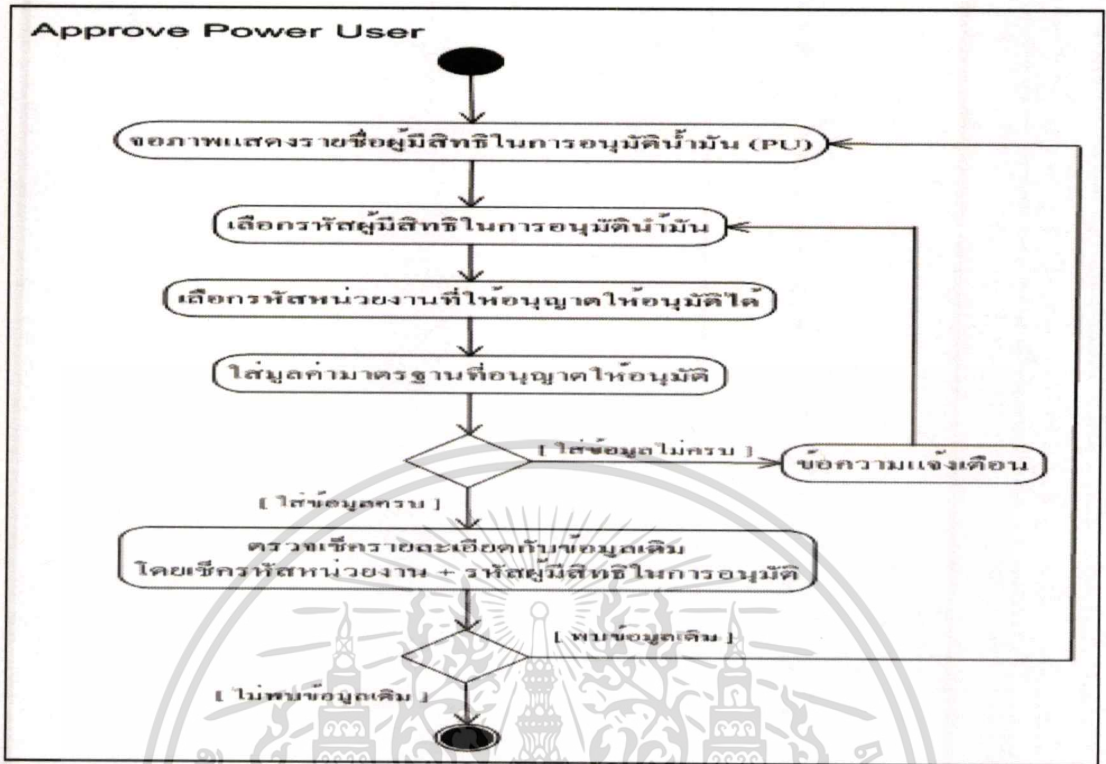 Approve Power User
จอภาพแสดงรายชื่อผู้มีสิทธิในการอนุมัติน้ำมัน (PU)
เลือกรหัสผู้มีสิทธิในการอนุมัติน้ำมัน
เลือกรหัสหน่วยงานที่ให้อนุญาตให้อนุมัติได้
ใส่มูลค่ามาตรฐานที่อนุญาตให้อนุมัติ
[ ใส่ข้อมูลไม่ครบ ]
ข้อความแจ้งเตือน
[ ใส่ข้อมูลครบ ]
ตรวจเช็ครายละเอียดกับข้อมูลเดิม
โดยเช็ครหัสหน่วยงาน + รหัสผู้มีสิทธิในการอนุมัติ
[ พบข้อมูลเดิม ]
[ ไม่พบข้อมูลเดิม ]